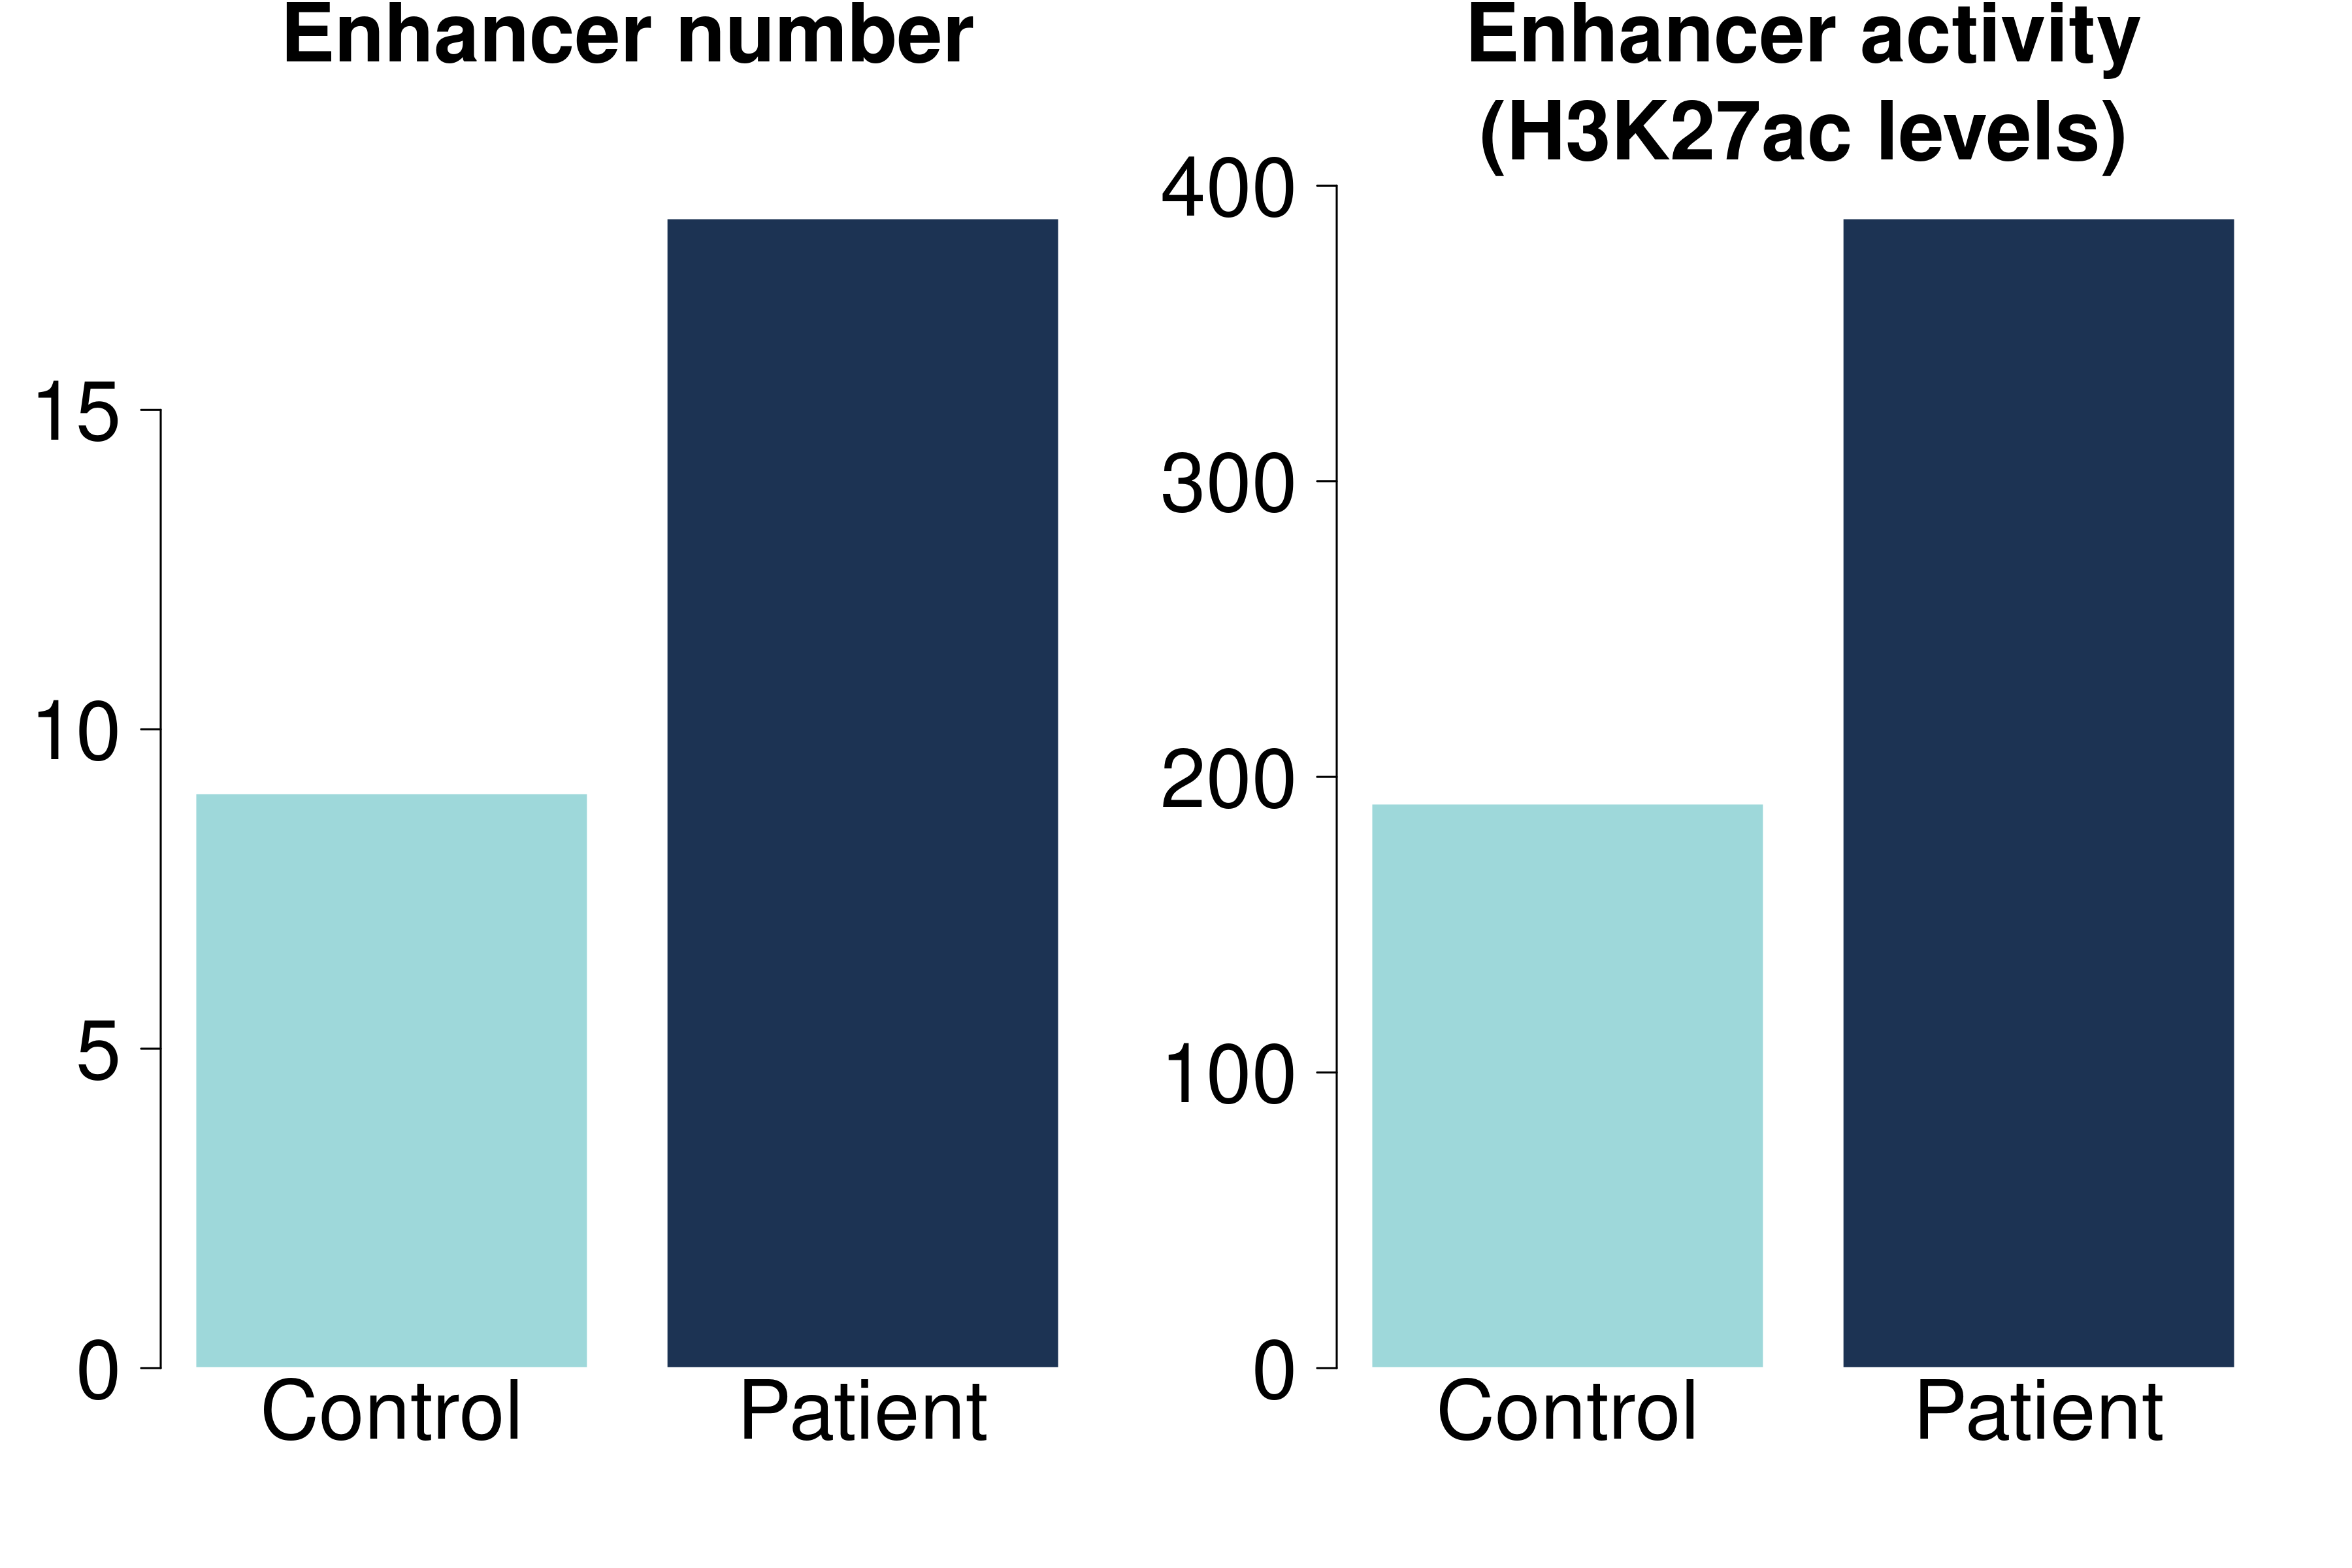 Enhancer number
15
10
5
0
Control Patient
Enhancer activity
(H3K27ac levels)
400
300
200
100
0
Control Patient